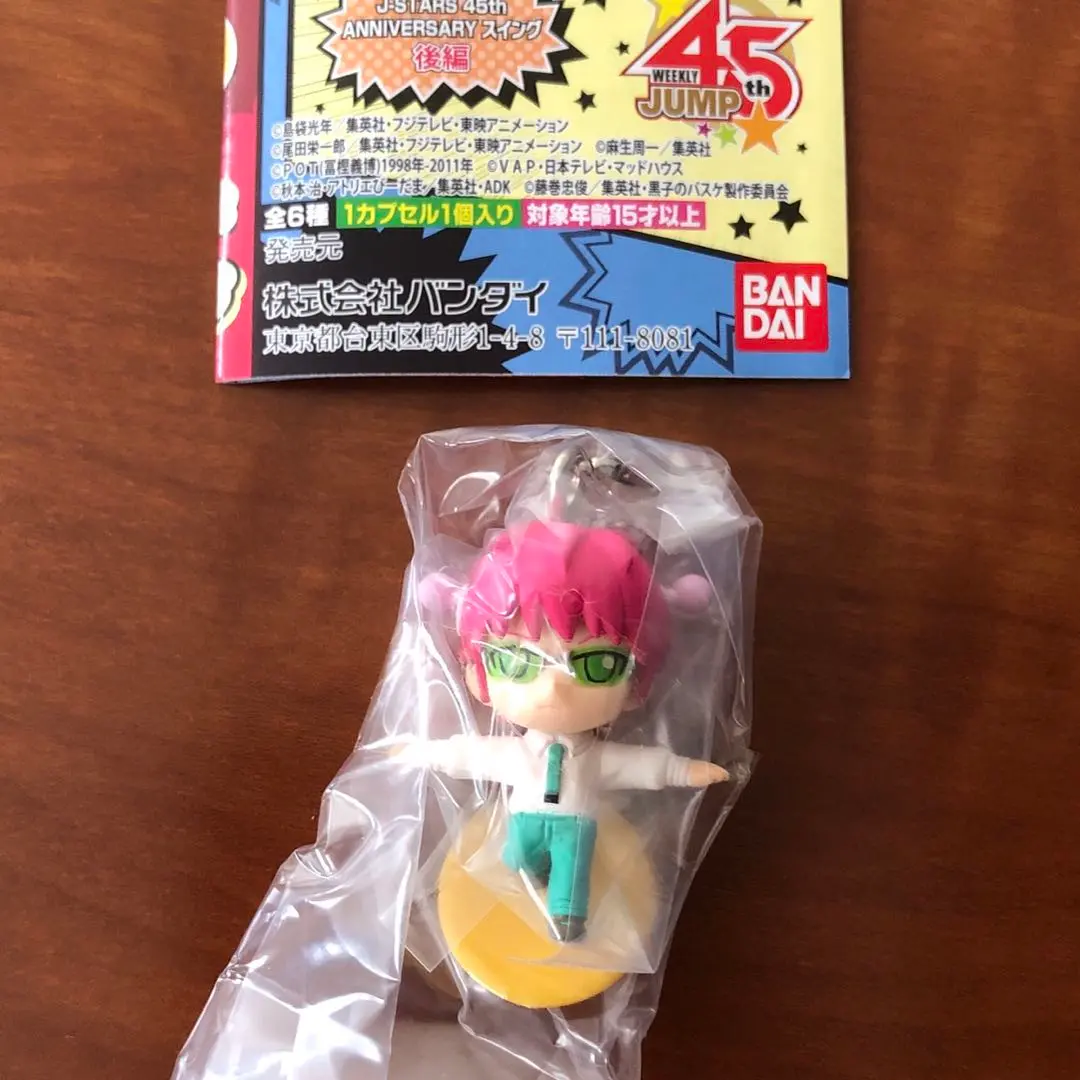 J-STARS 45th
ANNIVERSARY スイング
後編
45th
WEEKLY
JUMP
©島袋光年／集英社・フジテレビ・東映アニメーション
©尾田栄一郎／集英社・フジテレビ・東映アニメーション ©麻生周一／集英社
©POT(冨樫義博)1998年-2011年 ©VAP・日本テレビ・マッドハウス
©秋本治・アトリエびーだま／集英社・ADK ©藤巻忠俊／集英社・黒子のバスケ製作委員会
全6種 1カプセル1個入り 対象年齢15才以上
発売元
株式会社バンダイ
東京都台東区駒形1-4-8 〒111-8081
BAN
DAI